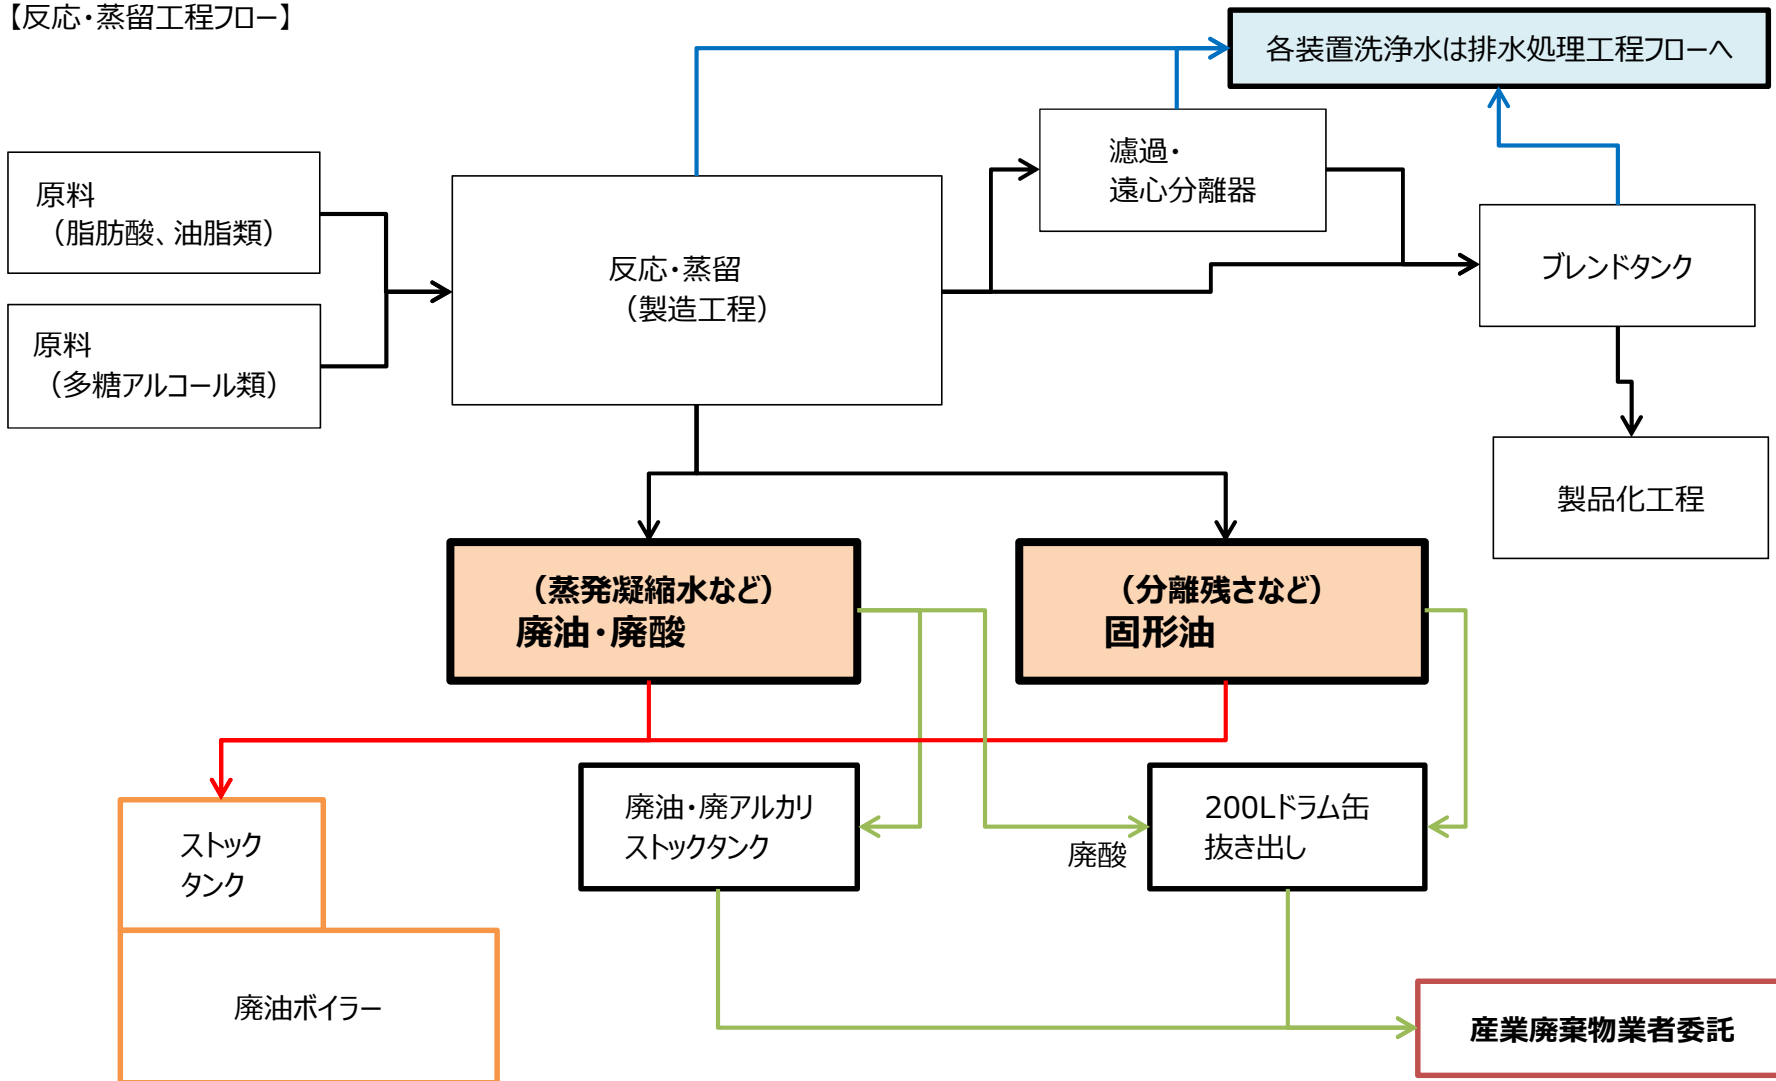 【反応・蒸留工程フロー】
各装置洗浄水は排水処理工程フローへ
濾過・
遠心分離器
原料
（脂肪酸、油脂類）
反応・蒸留
（製造工程）
ブレンドタンク
原料
（多糖アルコール類）
製品化工程
（蒸発凝縮水など）
廃油・廃酸
（分離残さなど）
固形油
廃油・廃アルカリ
ストックタンク
廃酸
200Lドラム缶
抜き出し
ストック
タンク
廃油ボイラー
産業廃棄物業者委託